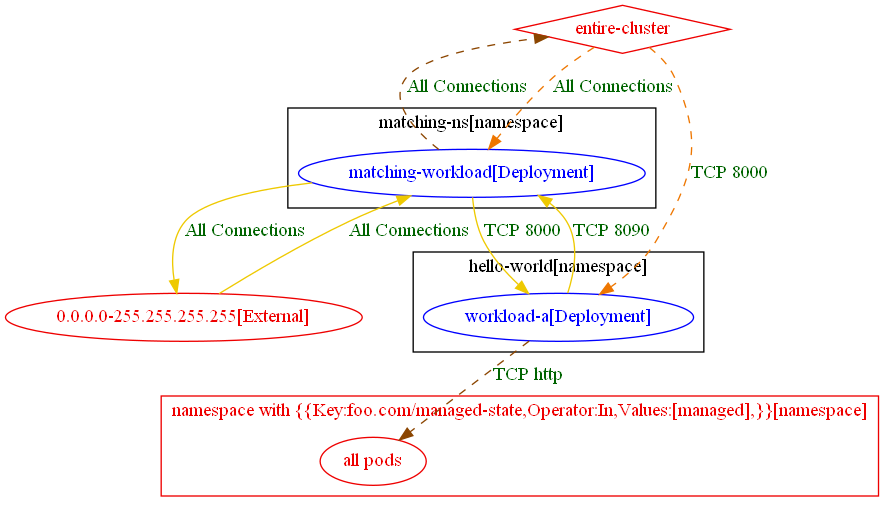 entire-cluster
All Connections
All Connections
matching-ns[namespace]
matching-workload[Deployment]
TCP 8000
All Connections
All Connections
TCP 8000
TCP 8090
hello-world[namespace]
0.0.0.0-255.255.255.255[External]
workload-a[Deployment]
TCP http
namespace with {{Key:foo.com/managed-state,Operator:In,Values:[managed],}}[namespace]
all pods